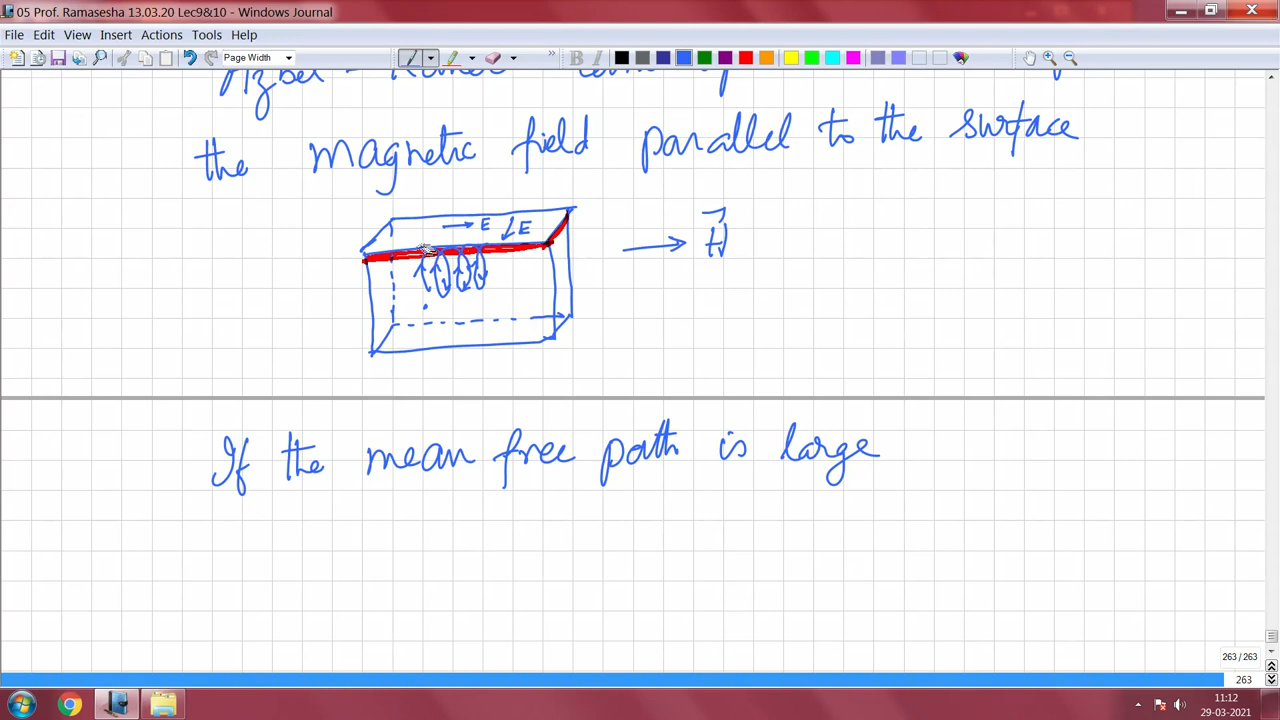 05 Prof. Ramasesha 13.03.20 Lec9&10 - Windows Journal
File Edit View Insert Actions Tools Help
Page Width
the magnetic field parallel to the surface
E E
H
If the mean free path is large
263 / 263
263
11:12
29-03-2021